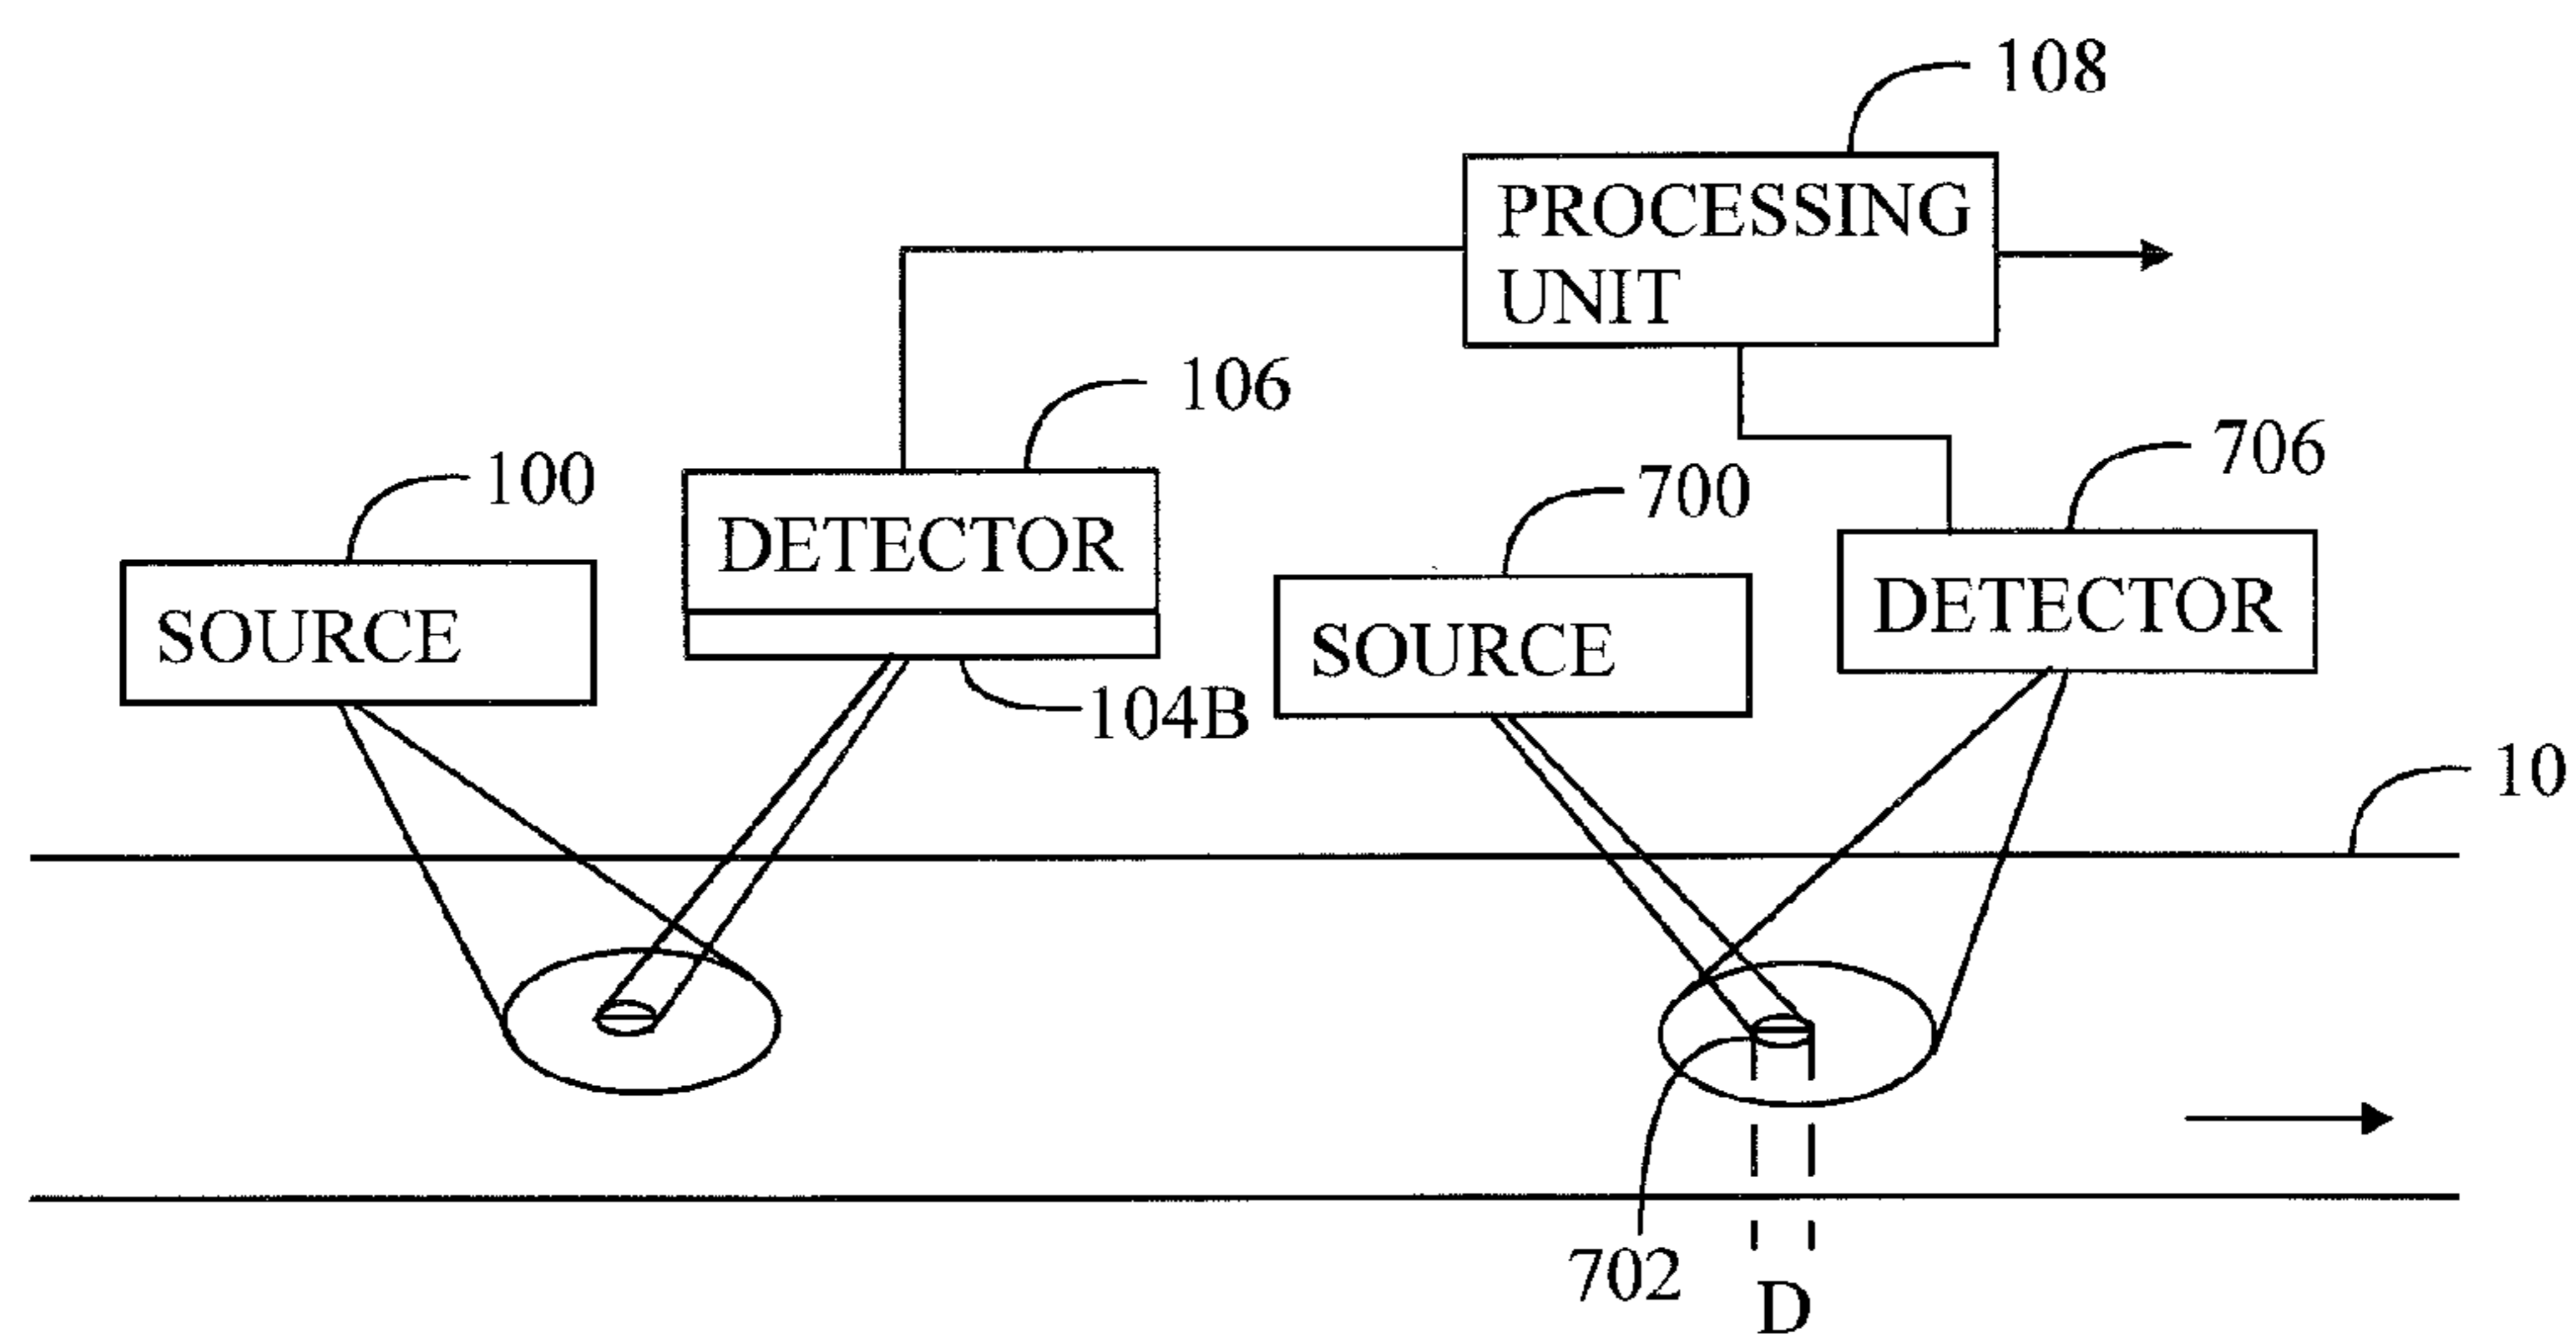 108
PROCESSING
UNIT
106
100
DETECTOR
700
706
SOURCE
DETECTOR
SOURCE
104B
10
702
D